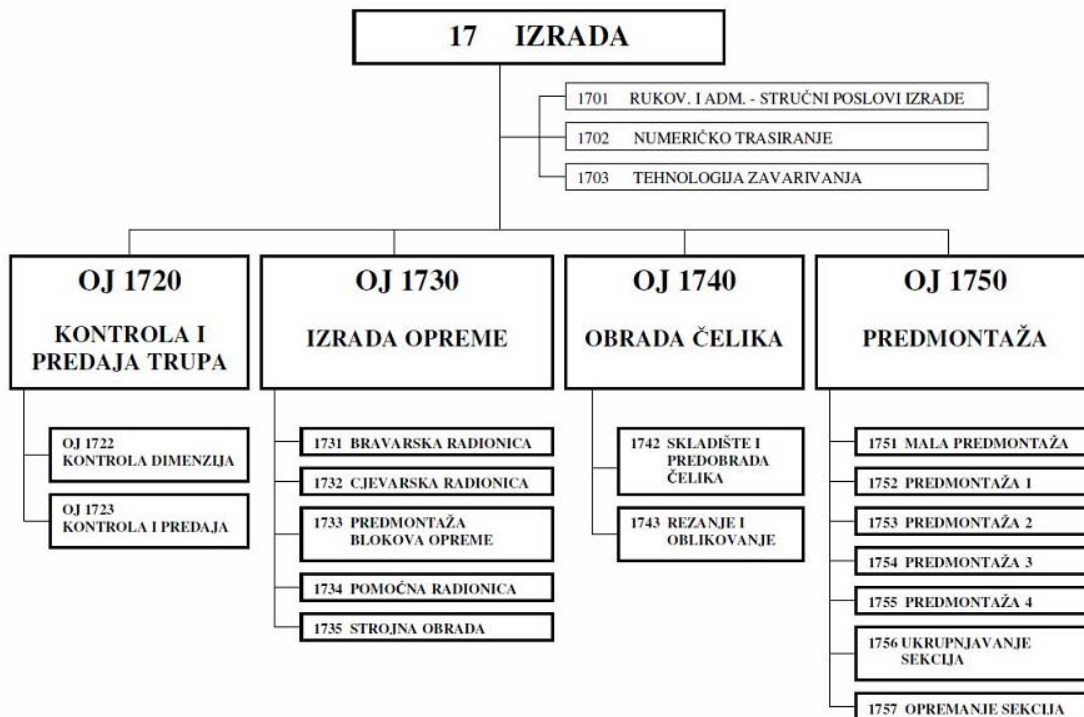 17 IZRADA
1701 RUKOV. I ADM. - STRUČNI POSLOVI IZRADE
1702 NUMERIČKO TRASIRANJE
1703 TEHNOLOGIJA ZAVARIVANJA
OJ 1720
KONTROLA I
PREDAJA TRUPA
OJ 1722
KONTROLA DIMENZIJA
OJ 1723
KONTROLA I PREDAJA
OJ 1730
IZRADA OPREME
1731 BRAVARSKA RADIONICA
1732 CJEVARSKA RADIONICA
1733 PREDMONTAŽA
BLOKOVA OPREME
1734 POMOĆNA RADIONICA
1735 STROJNA OBRADA
OJ 1740
OBRADA ČELIKA
1742 SKLADIŠTE I
PREDOBRADA
ČELIKA
1743 REZANJE I
OBLIKOVANJE
OJ 1750
PREDMONTAŽA
1751 MALA PREDMONTAŽA
1752 PREDMONTAŽA 1
1753 PREDMONTAŽA 2
1754 PREDMONTAŽA 3
1755 PREDMONTAŽA 4
1756 UKRUPNJAVANJE
SEKCIJA
1757 OPREMANJE SEKCIJA